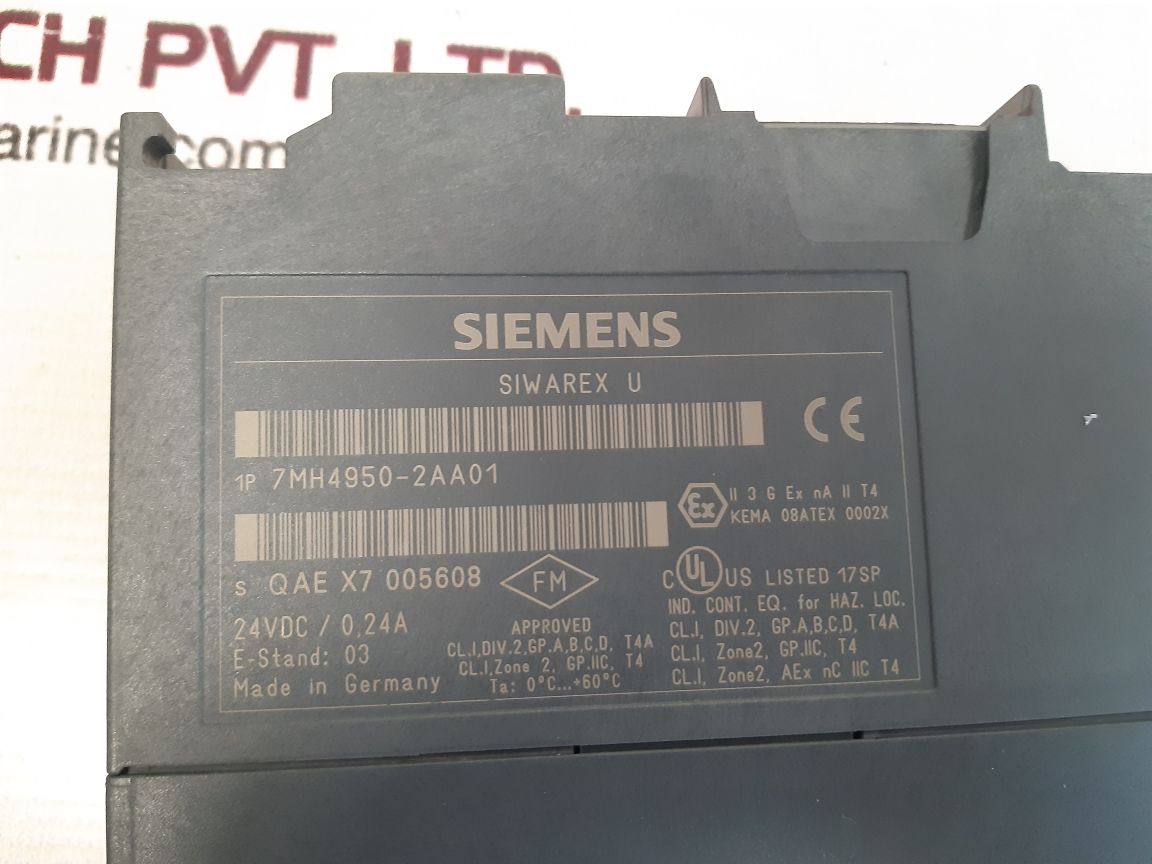 CH PVT. LTD.
arine.com
SIEMENS
SIWAREX U
CE
1P 7MH4950-2AA01
Ex II 3 G Ex nA II T4
KEMA 08ATEX 0002X
S QAE X7 005608
FM
APPROVED
CL.I,DIV.2,GP.A,B,C,D, T4A
CL.I,Zone 2, GP.IIC, T4
Ta: 0°C...+60°C
C UL US LISTED 17SP
IND. CONT. EQ. for HAZ. LOC.
CL.I, DIV.2, GP.A,B,C,D, T4A
CL.I, Zone2, GP.IIC, T4
CL.I, Zone2, AEx nC IIC T4
24VDC / 0,24A
E-Stand: 03
Made in Germany